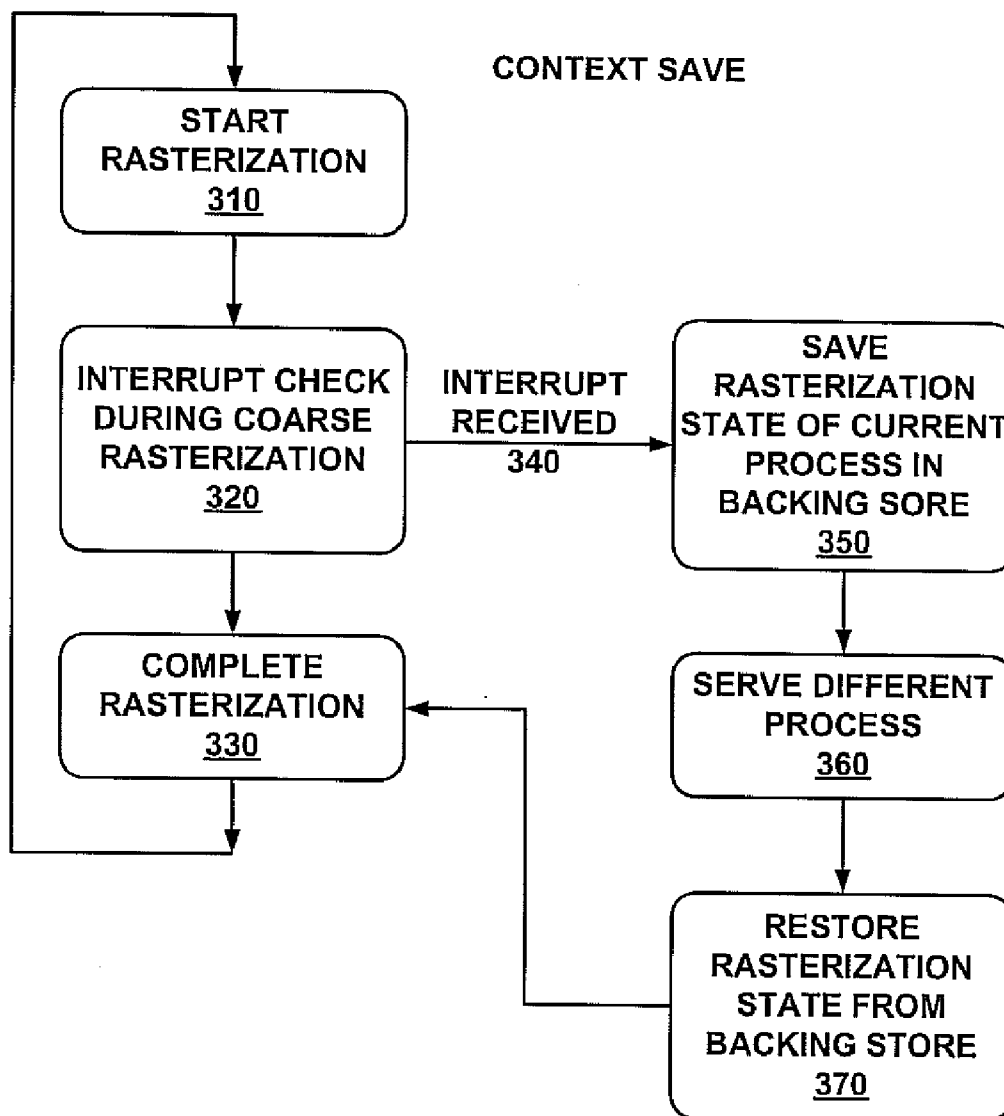 CONTEXT SAVE
START
RASTERIZATION
310
INTERRUPT CHECK
DURING COARSE
RASTERIZATION
320
INTERRUPT
RECEIVED
340
SAVE
RASTERIZATION
STATE OF CURRENT
PROCESS IN
BACKING SORE
350
COMPLETE
RASTERIZATION
330
SERVE DIFFERENT
PROCESS
360
RESTORE
RASTERIZATION
STATE FROM
BACKING STORE
370